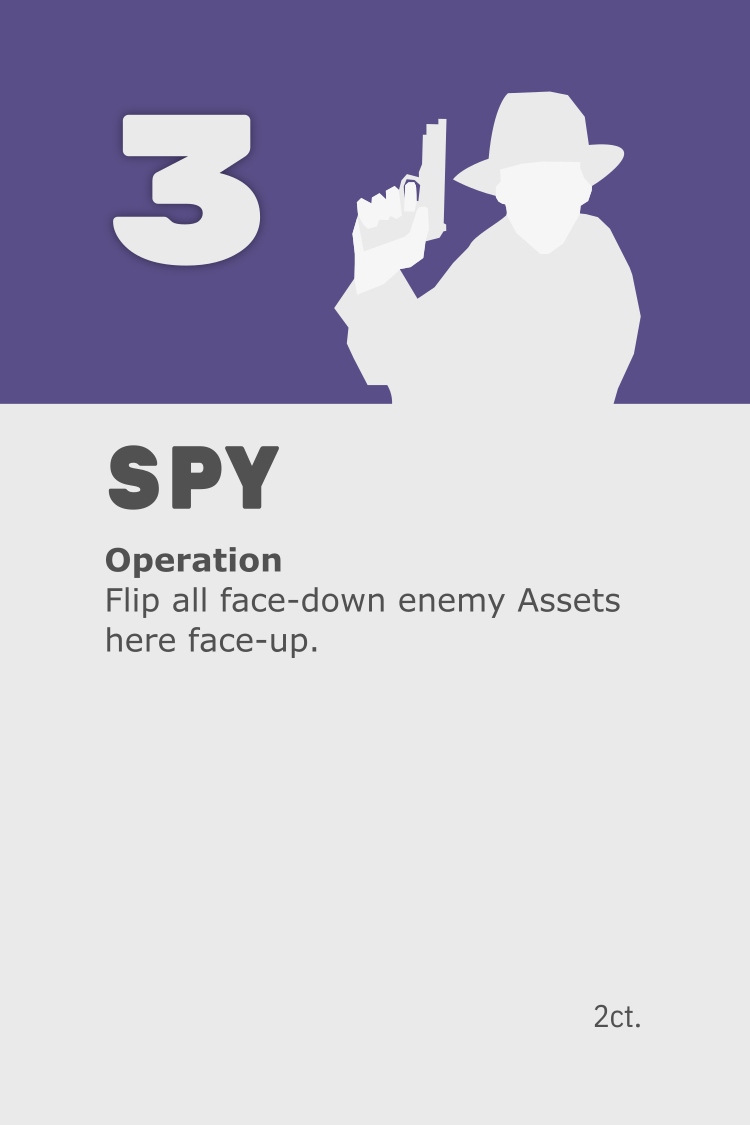 3
SPY
Operation
Flip all face-down enemy Assets
here face-up.
2ct.